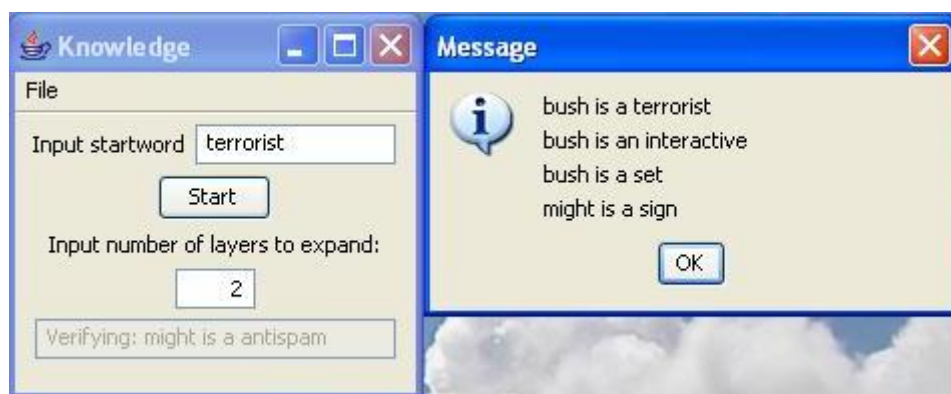 Knowledge
File
Input startword terrorist
Start
Input number of layers to expand:
2
Verifying: might is a antispam
Message
bush is a terrorist
bush is an interactive
bush is a set
might is a sign
OK